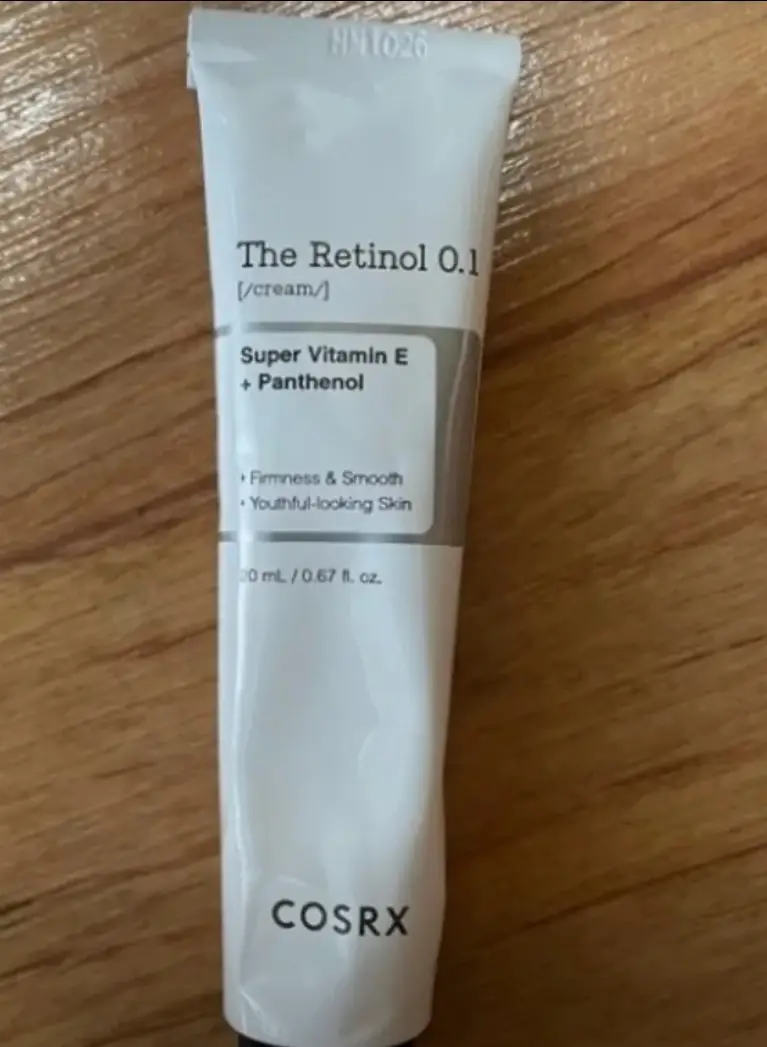 The Retinol 0.1
[/cream/]
Super Vitamin E
+ Panthenol
• Firmness & Smooth
• Youthful-looking Skin
20 mL / 0.67 fl. oz.
COSRX